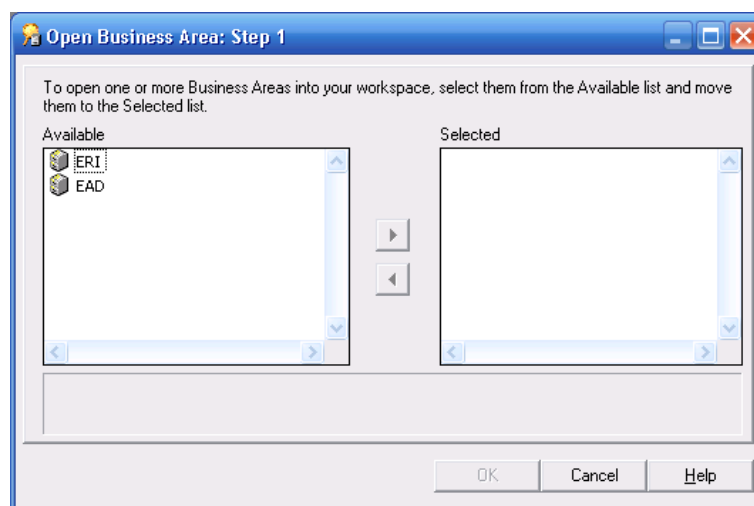 Open Business Area: Step 1
To open one or more Business Areas into your workspace, select them from the Available list and move
them to the Selected list.
Available
Selected
ERI
EAD
OK
Cancel
Help